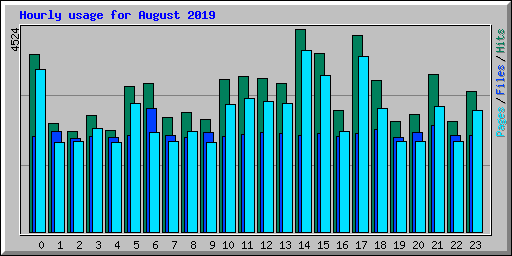 Hourly usage for August 2019
4524
Pages/Files/Hits
0 1 2 3 4 5 6 7 8 9 10 11 12 13 14 15 16 17 18 19 20 21 22 23